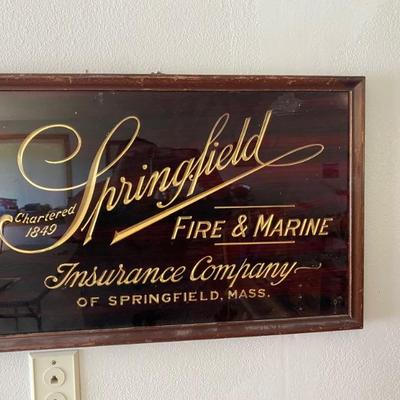 Springfield
Chartered
1849
FIRE & MARINE
Insurance Company
OF SPRINGFIELD, MASS.